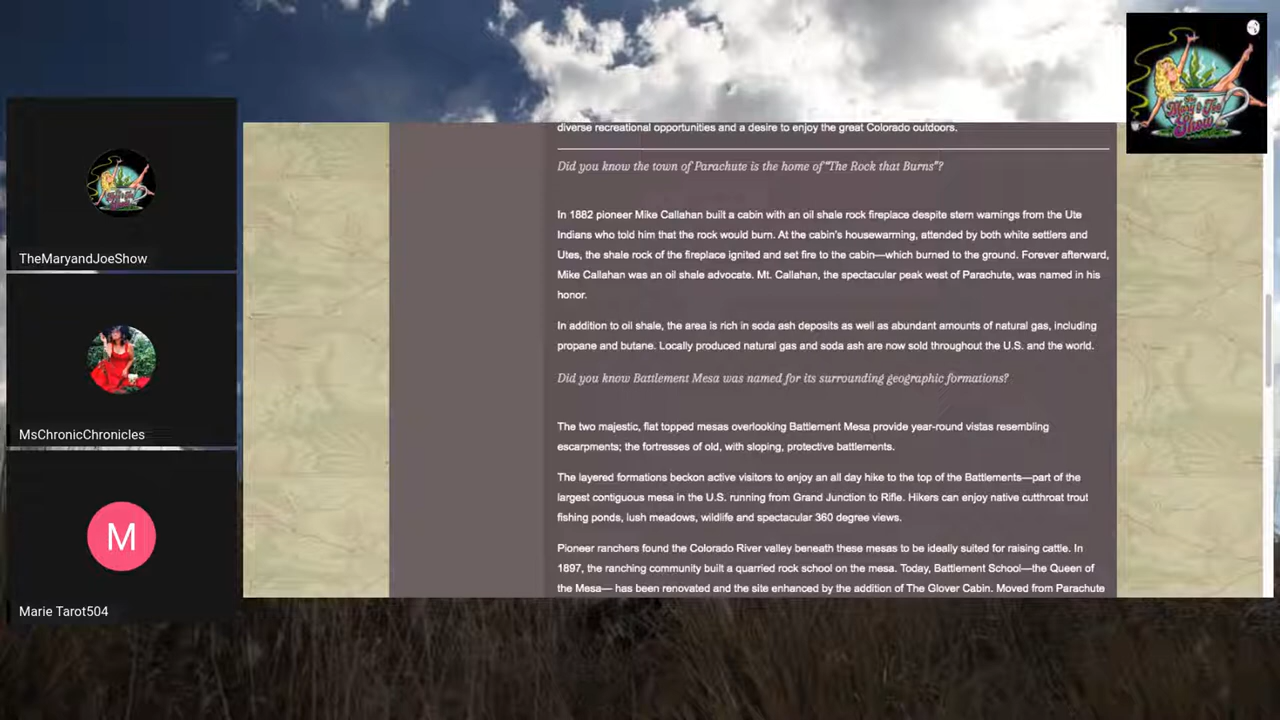 diverse recreational opportunities and a desire to enjoy the great Colorado outdoors.
Did you know the town of Parachute is the home of "The Rock that Burns"?
In 1882 pioneer Mike Callahan built a cabin with an oil shale rock fireplace despite stern warnings from the Ute
Indians who told him that the rock would burn. At the cabin's housewarming, attended by both white settlers and
Utes, the shale rock of the fireplace ignited and set fire to the cabin—which burned to the ground. Forever afterward,
Mike Callahan was an oil shale advocate. Mt. Callahan, the spectacular peak west of Parachute, was named in his
honor.
In addition to oil shale, the area is rich in soda ash deposits as well as abundant amounts of natural gas, including
propane and butane. Locally produced natural gas and soda ash are now sold throughout the U.S. and the world.
Did you know Battlement Mesa was named for its surrounding geographic formations?
The two majestic, flat topped mesas overlooking Battlement Mesa provide year-round vistas resembling
escarpments; the fortresses of old, with sloping, protective battlements.
The layered formations beckon active visitors to enjoy an all day hike to the top of the Battlements—part of the
largest contiguous mesa in the U.S. running from Grand Junction to Rifle. Hikers can enjoy native cutthroat trout
fishing ponds, lush meadows, wildlife and spectacular 360 degree views.
Pioneer ranchers found the Colorado River valley beneath these mesas to be ideally suited for raising cattle. In
1897, the ranching community built a quarried rock school on the mesa. Today, Battlement School—the Queen of
the Mesa— has been renovated and the site enhanced by the addition of The Glover Cabin. Moved from Parachute
TheMaryandJoeShow
MsChronicChronicles
M
Marie Tarot504
The
Mary & Joe
Show